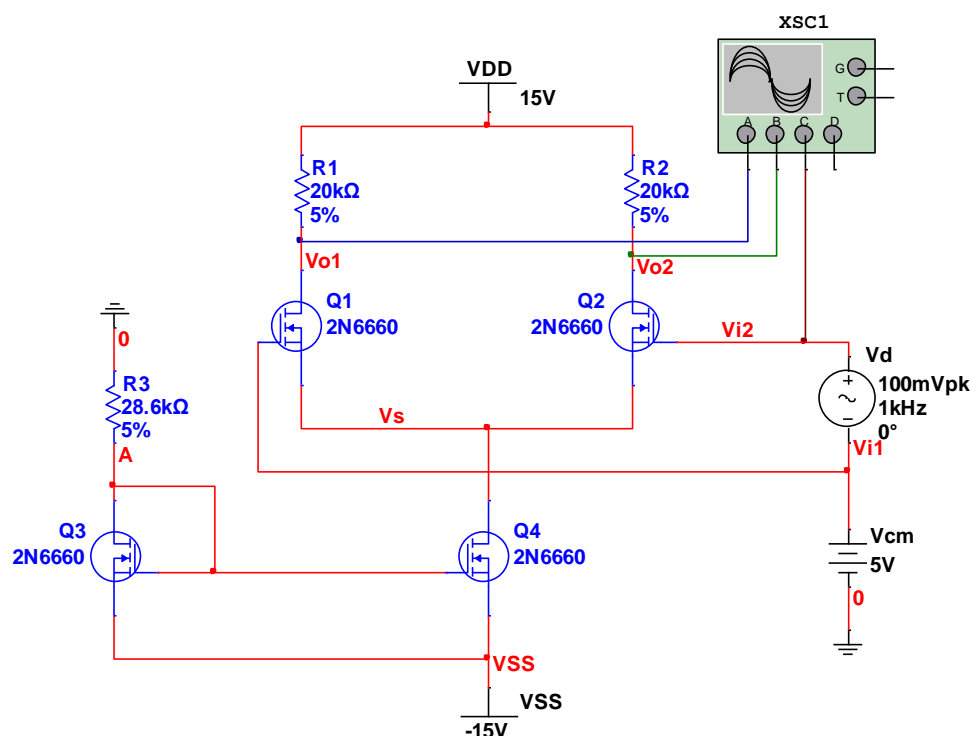 XSC1
G
T
A
B
C
D
VDD
15V
R1
20kΩ
5%
R2
20kΩ
5%
Vo1
Vo2
Q1
2N6660
Q2
2N6660
Vi2
Vd
100mVpk
1kHz
0°
Vi1
0
R3
28.6kΩ
5%
A
Vs
Q3
2N6660
Q4
2N6660
Vcm
5V
0
VSS
VSS
-15V